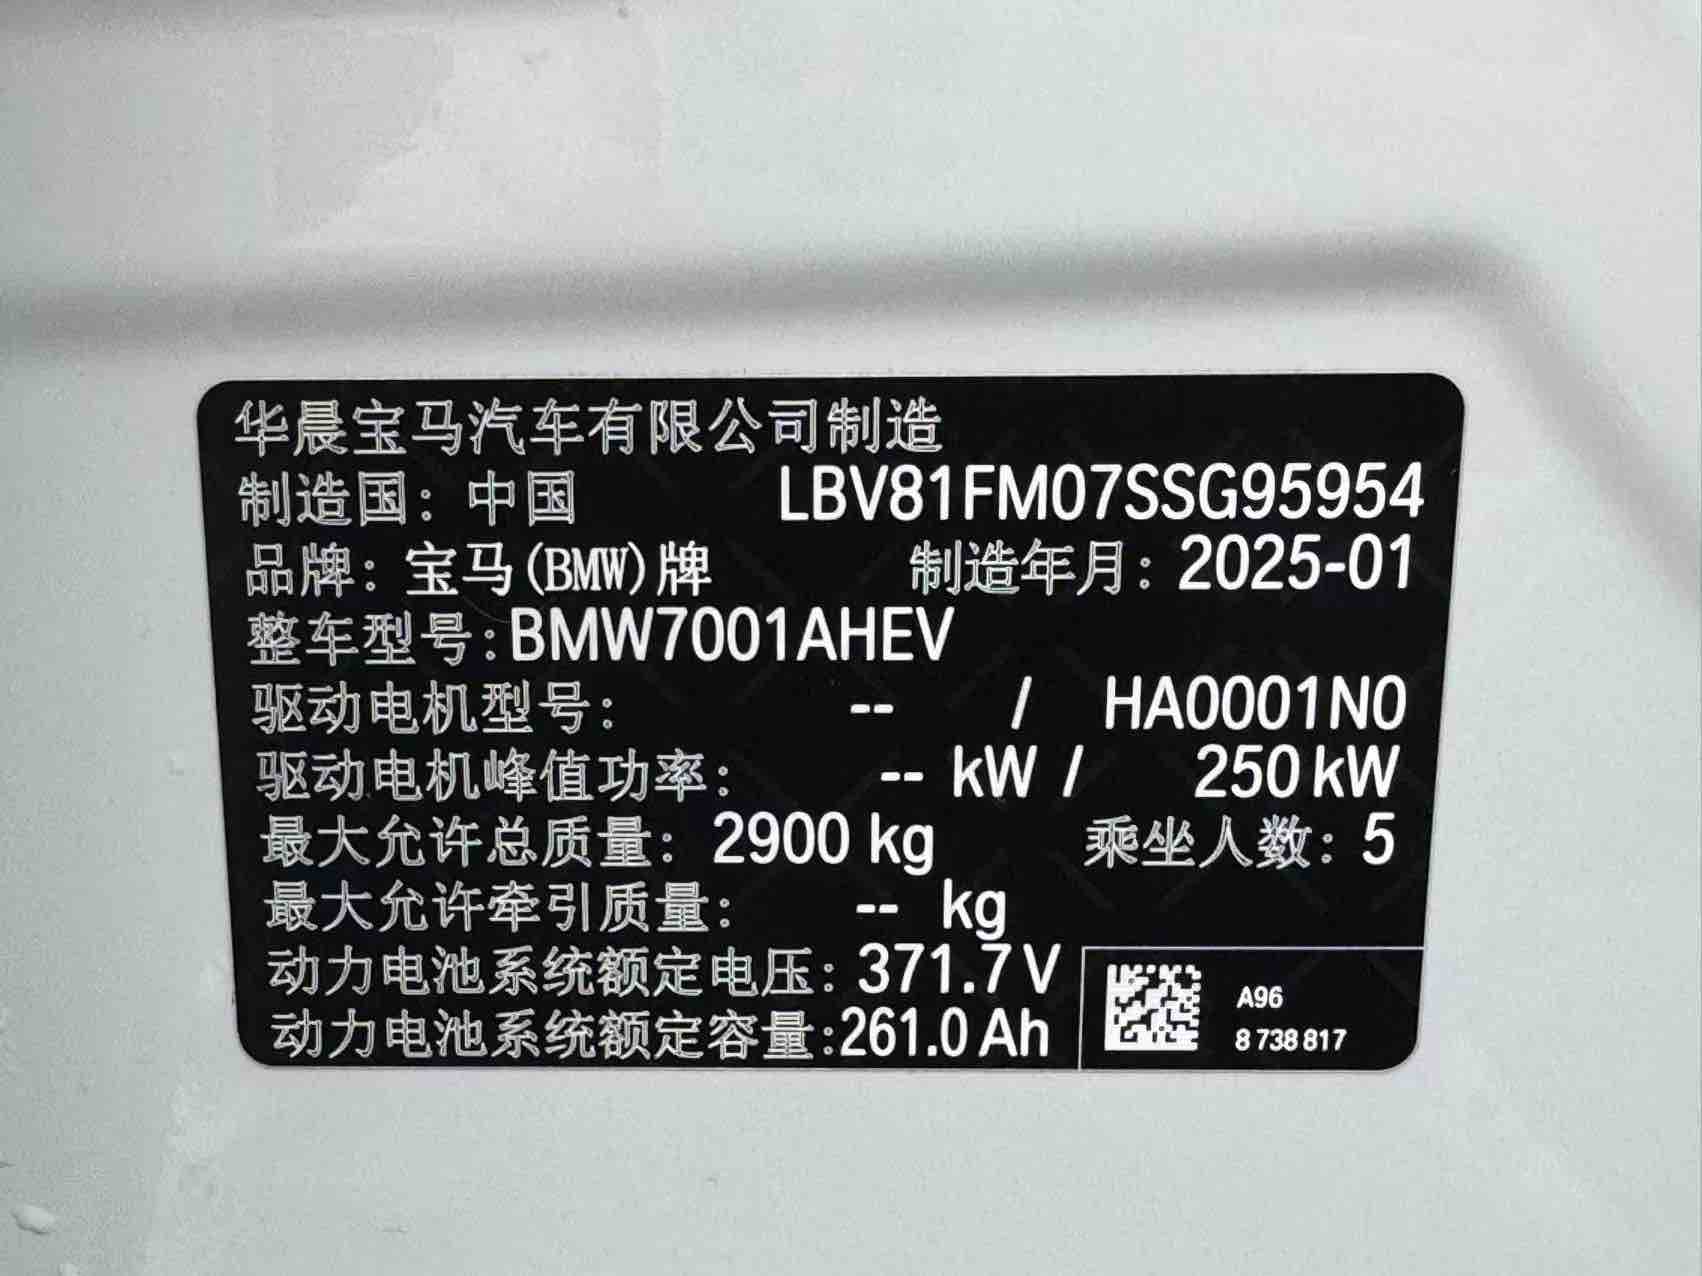 华晨宝马汽车有限公司制造
制造国：中国 LBV81FM07SSG95954
品牌：宝马(BMW)牌 制造年月：2025-01
整车型号：BMW7001AHEV
驱动电机型号： -- / HA0001N0
驱动电机峰值功率： -- kW / 250 kW
最大允许总质量：2900 kg 乘坐人数：5
最大允许牵引质量： -- kg
动力电池系统额定电压：371.7 V
动力电池系统额定容量：261.0 Ah
A96
8 738 817